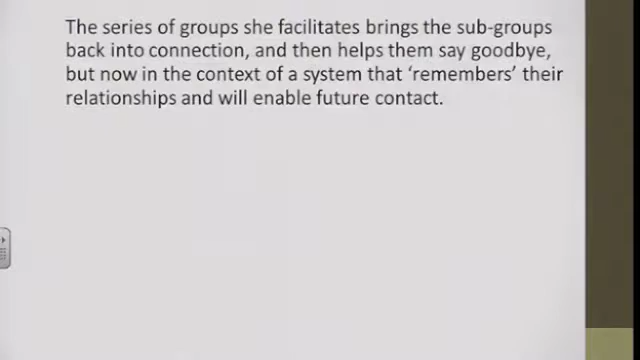 The series of groups she facilitates brings the sub-groups
back into connection, and then helps them say goodbye,
but now in the context of a system that ‘remembers’ their
relationships and will enable future contact.